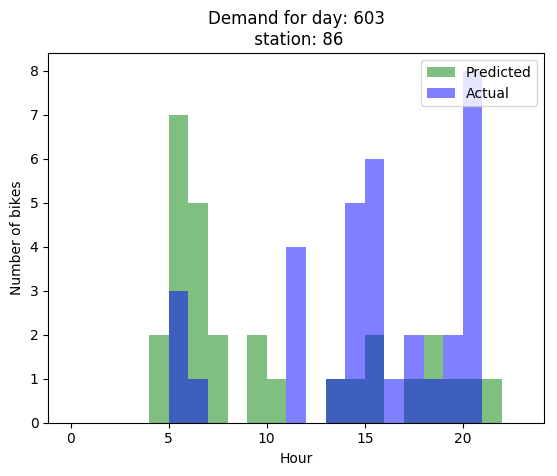 Demand for day: 603
station: 86
Predicted
Actual
8
7
6
5
4
3
2
1
0
Number of bikes
0 5 10 15 20
Hour